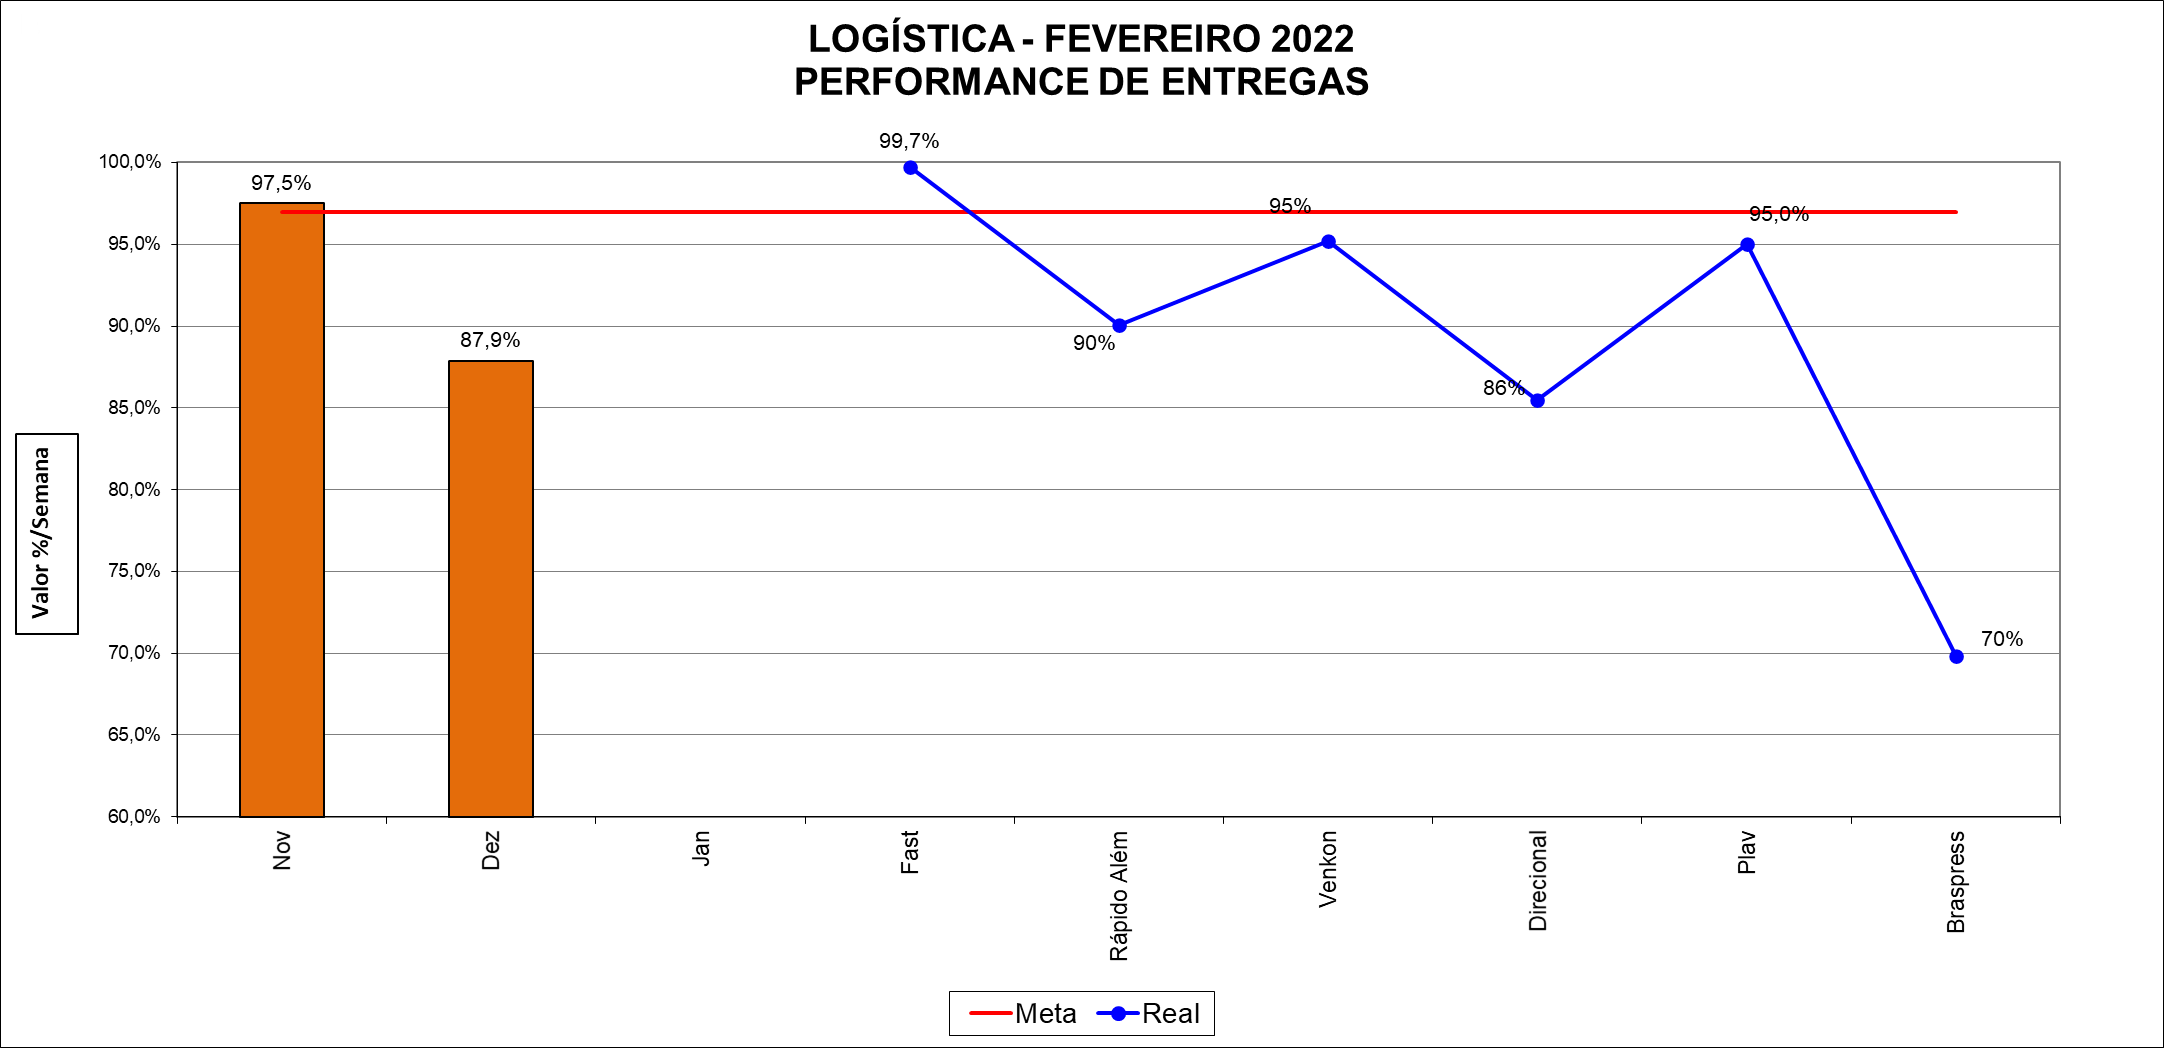 LOGÍSTICA - FEVEREIRO 2022
PERFORMANCE DE ENTREGAS
99,7%
100,0%
97,5%
95%
95,0%
95,0%
87,9%
90,0%
90%
86%
85,0%
Valor %/Semana
80,0%
75,0%
70%
70,0%
65,0%
60,0%
Nov
Dez
Jan
Fast
Rápido Além
Venkon
Direcional
Plav
Braspress
Meta
Real